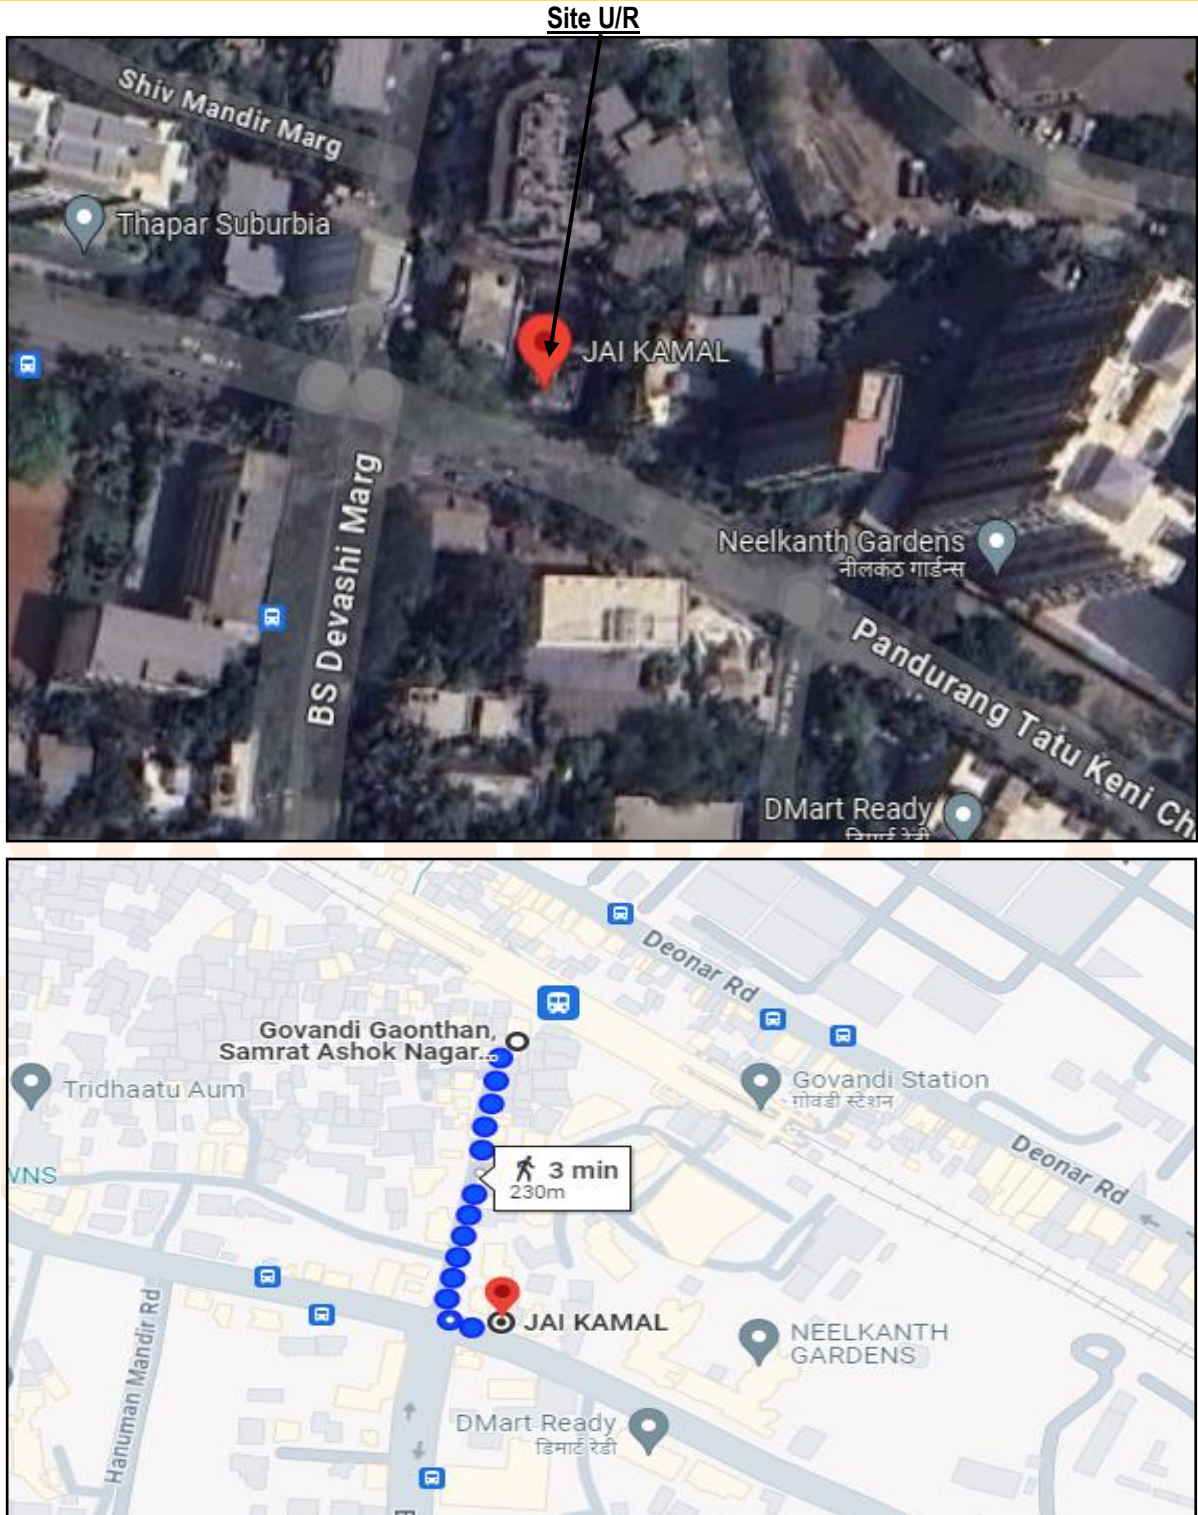 Site U/R
Shiv Mandir Marg
Thapar Suburbia
JAI KAMAL
BS Devashi Marg
Neelkanth Gardens
नीलकंठ गार्डन्स
Pandurang Tatu Keni Ch
DMart Ready
डिमार्ट रेडी
Deonar Rd
Govandi Gaonthan,
Samrat Ashok Nagar...
Tridhaatu Aum
Govandi Station
गोवंडी स्टेशन
Deonar Rd
WNS
3 min
230m
Hanuman Mandir Rd
JAI KAMAL
NEELKANTH
GARDENS
DMart Ready
डिमार्ट रेडी